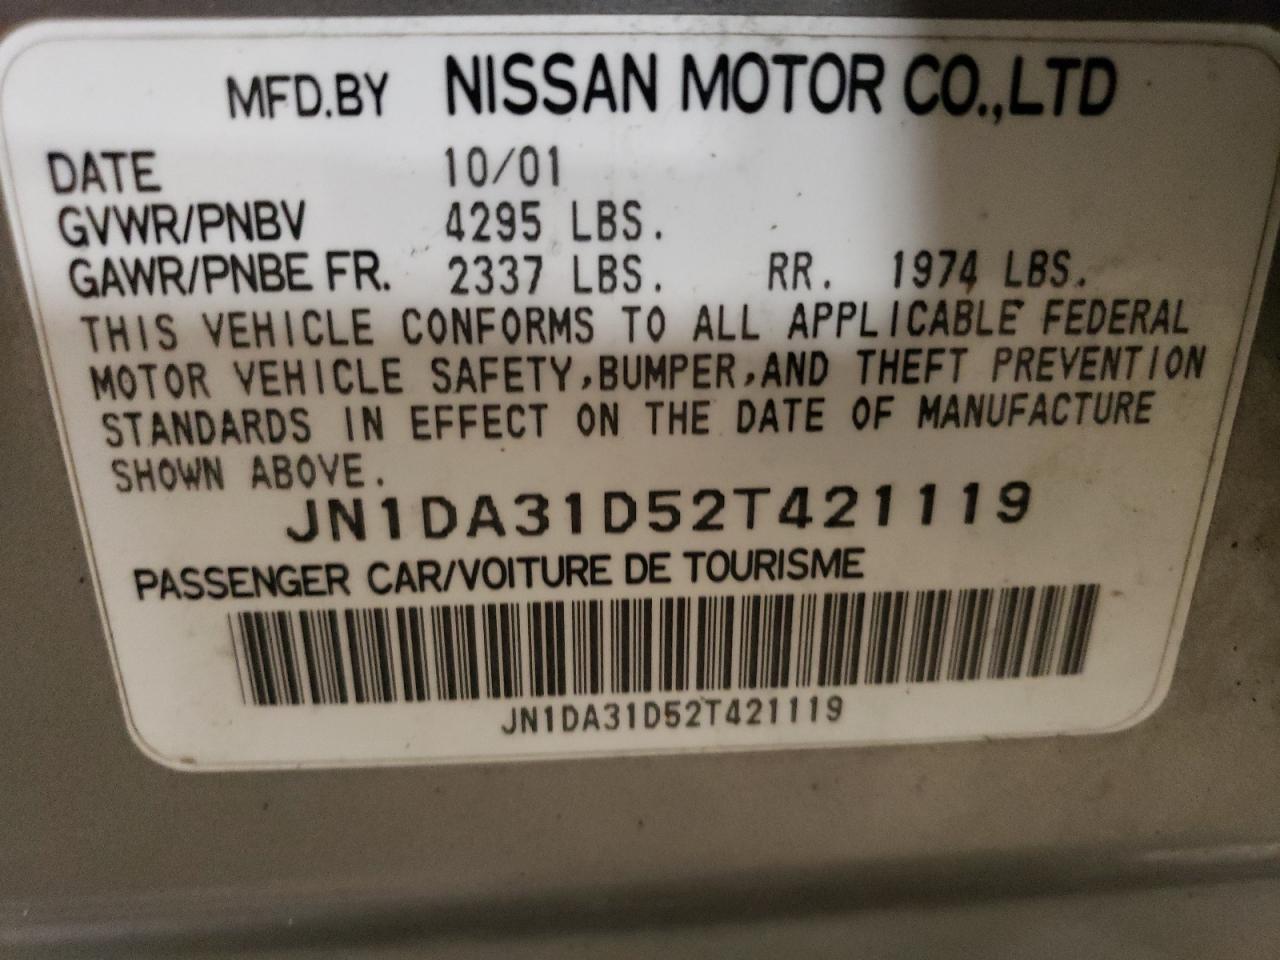 MFD.BY NISSAN MOTOR CO.,LTD
DATE 10/01
GVWR/PNBV 4295 LBS.
GAWR/PNBE FR. 2337 LBS. RR. 1974 LBS.
THIS VEHICLE CONFORMS TO ALL APPLICABLE FEDERAL
MOTOR VEHICLE SAFETY,BUMPER,AND THEFT PREVENTION
STANDARDS IN EFFECT ON THE DATE OF MANUFACTURE
SHOWN ABOVE.
JN1DA31D52T421119
PASSENGER CAR/VOITURE DE TOURISME
JN1DA31D52T421119